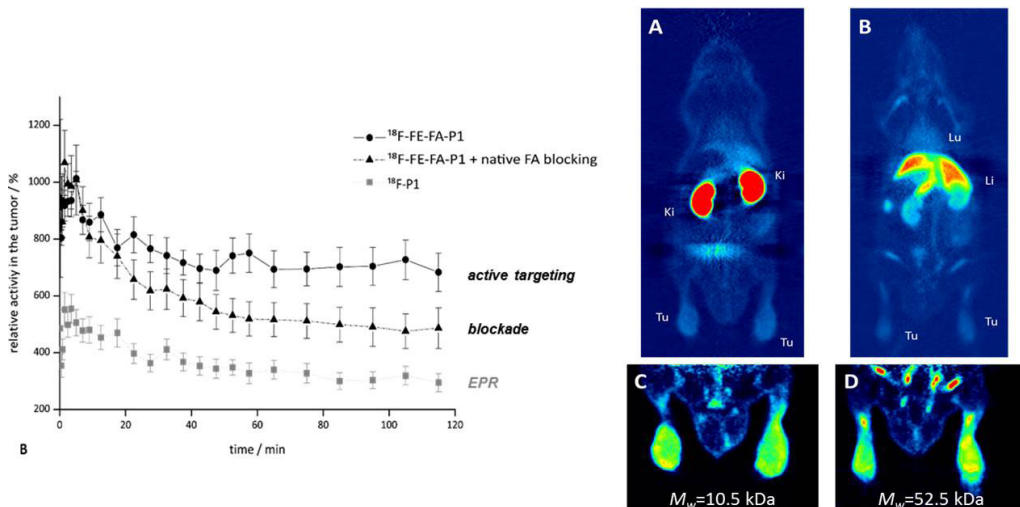 relative activiy in the tumor / %
1200
1000
800
600
400
200
0
20
40
60
80
100
120
time / min
B
¹⁸F-FE-FA-P1
¹⁸F-FE-FA-P1 + native FA blocking
¹⁸F-P1
active targeting
blockade
EPR
A
Ki
Ki
Tu
Tu
B
Lu
Li
Tu
Tu
C
Mw=10.5 kDa
D
Mw=52.5 kDa